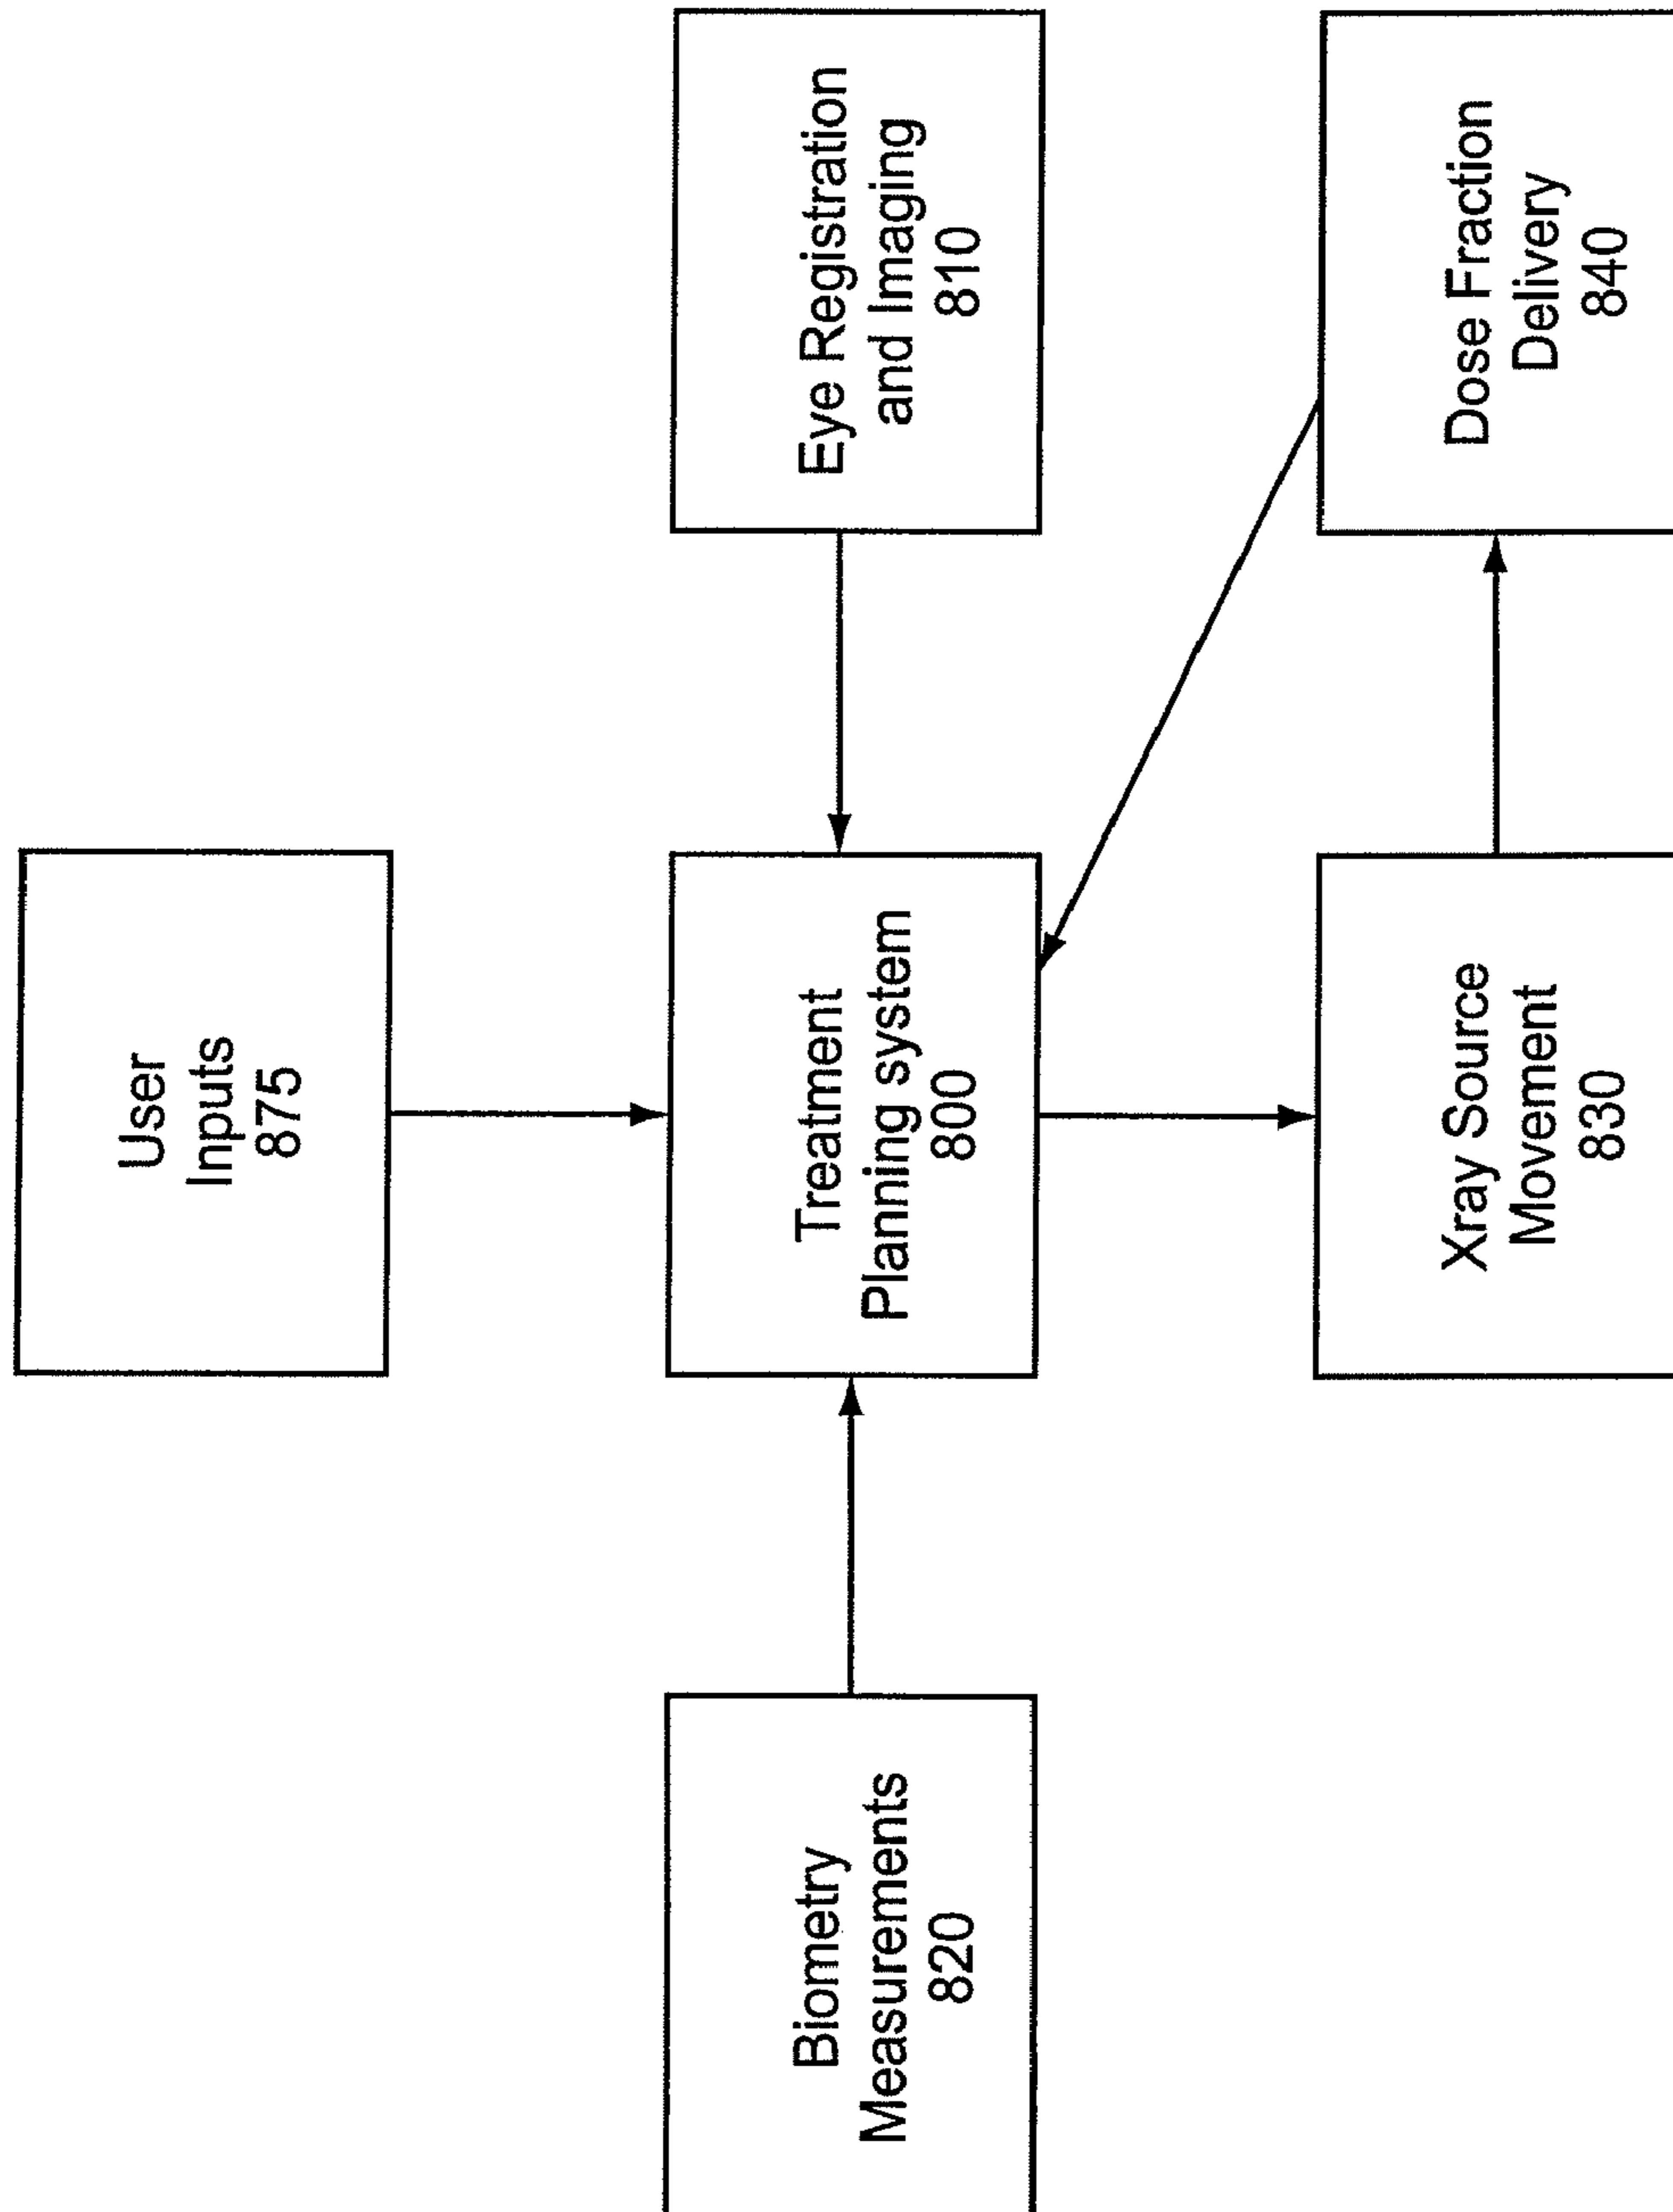 User
Inputs
875
Biometry
Measurements
820
Treatment
Planning system
800
Eye Registration
and Imaging
810
Xray Source
Movement
830
Dose Fraction
Delivery
840